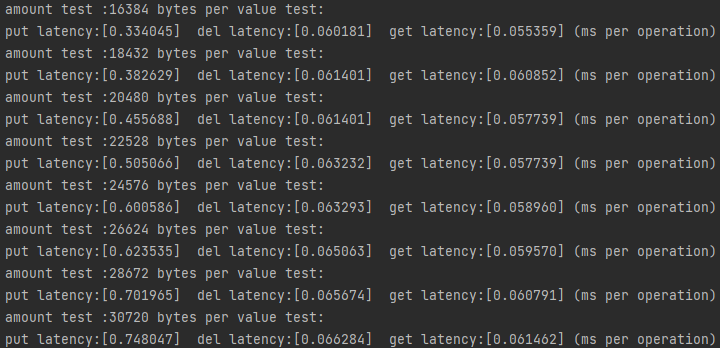 amount test :16384 bytes per value test:
put latency:[0.334045]  del latency:[0.060181]  get latency:[0.055359] (ms per operation)
amount test :18432 bytes per value test:
put latency:[0.382629]  del latency:[0.061401]  get latency:[0.060852] (ms per operation)
amount test :20480 bytes per value test:
put latency:[0.455688]  del latency:[0.061401]  get latency:[0.057739] (ms per operation)
amount test :22528 bytes per value test:
put latency:[0.505066]  del latency:[0.063232]  get latency:[0.057739] (ms per operation)
amount test :24576 bytes per value test:
put latency:[0.600586]  del latency:[0.063293]  get latency:[0.058960] (ms per operation)
amount test :26624 bytes per value test:
put latency:[0.623535]  del latency:[0.065063]  get latency:[0.059570] (ms per operation)
amount test :28672 bytes per value test:
put latency:[0.701965]  del latency:[0.065674]  get latency:[0.060791] (ms per operation)
amount test :30720 bytes per value test:
put latency:[0.748047]  del latency:[0.066284]  get latency:[0.061462] (ms per operation)